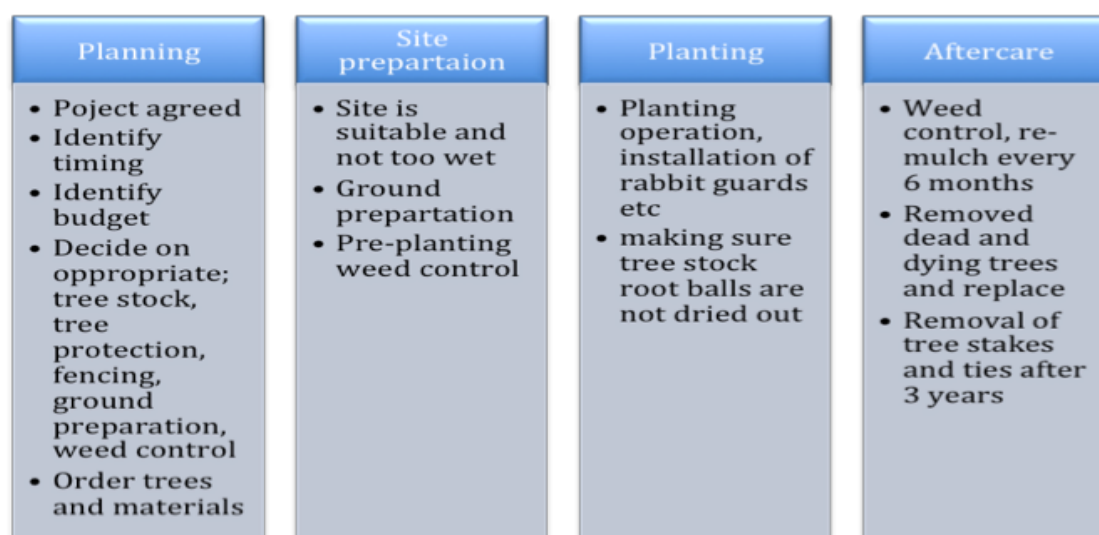 Planning
• Poject agreed
• Identify
timing
• Identify
budget
• Decide on
oppropriate;
tree stock,
tree
protection,
fencing,
ground
preparation,
weed control
• Order trees
and materials
Site
prepartaion
• Site is
suitable and
not too wet
• Ground
prepartation
• Pre-planting
weed control
Planting
• Planting
operation,
installation of
rabbit guards
etc
• making sure
tree stock
root balls are
not dried out
Aftercare
• Weed
control, re-
mulch every
6 months
• Removed
dead and
dying trees
and replace
• Removal of
tree stakes
and ties after
3 years